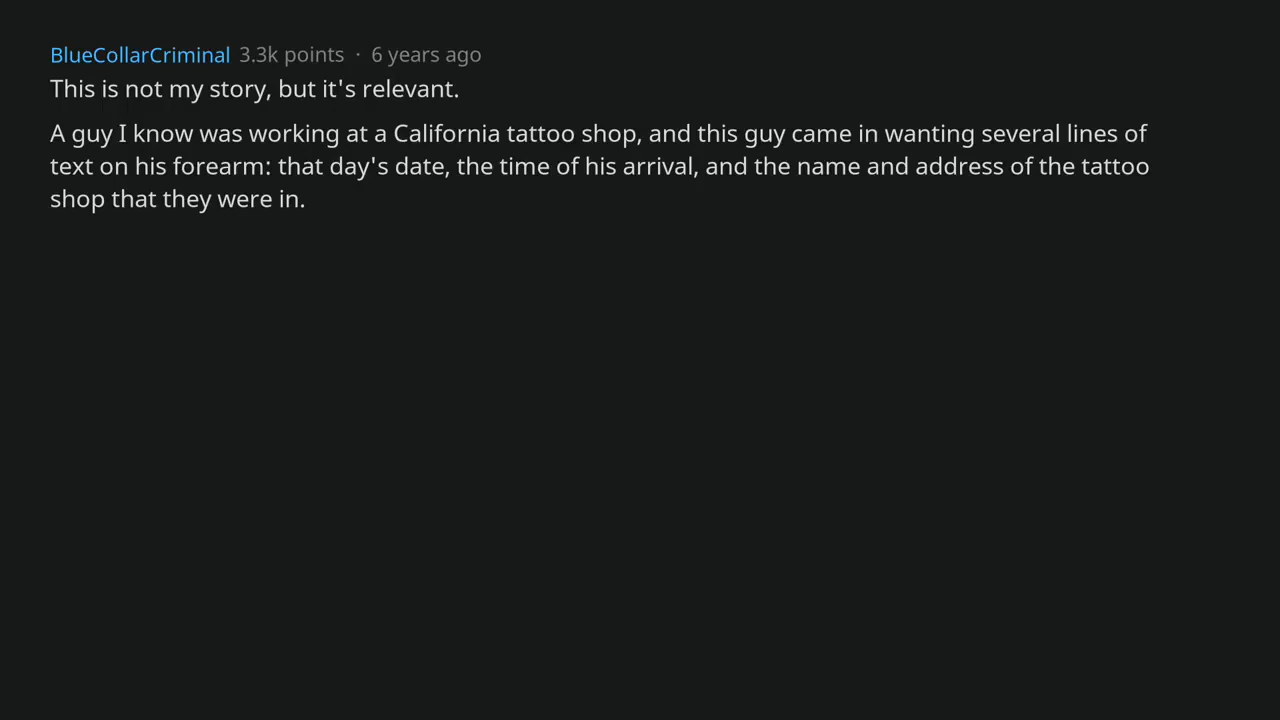 BlueCollarCriminal 3.3k points · 6 years ago
This is not my story, but it's relevant.
A guy I know was working at a California tattoo shop, and this guy came in wanting several lines of
text on his forearm: that day's date, the time of his arrival, and the name and address of the tattoo
shop that they were in.